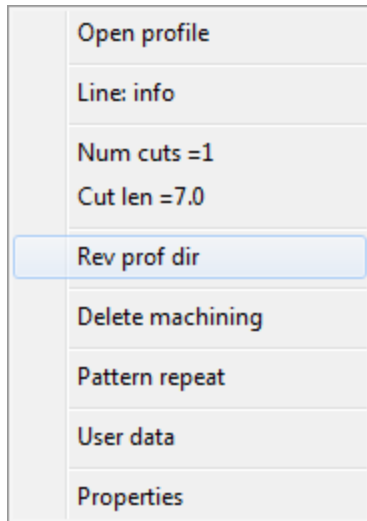 Open profile
Line: info
Num cuts =1
Cut len =7.0
Rev prof dir
Delete machining
Pattern repeat
User data
Properties